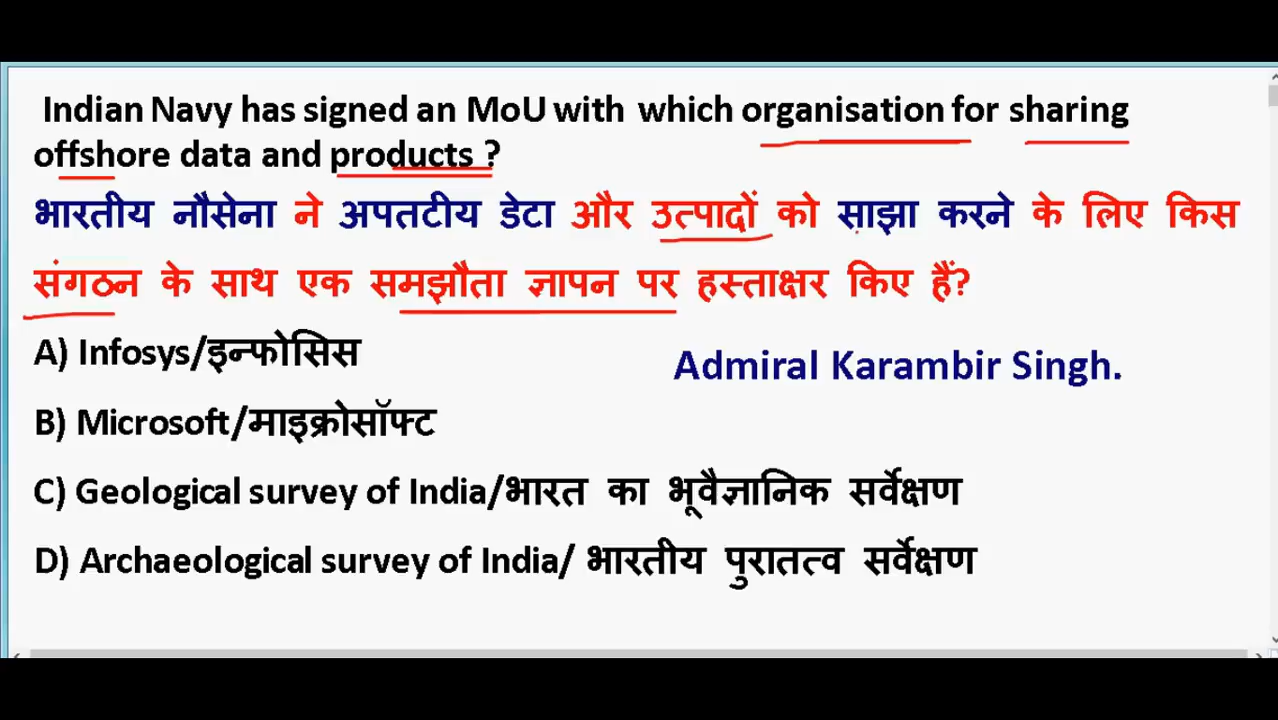 Indian Navy has signed an MoU with which organisation for sharing
offshore data and products ?
भारतीय नौसेना ने अपतटीय डेटा और उत्पादों को साझा करने के लिए किस
संगठन के साथ एक समझौता ज्ञापन पर हस्ताक्षर किए हैं?
A) Infosys/इन्फोसिस
Admiral Karambir Singh.
B) Microsoft/माइक्रोसॉफ्ट
C) Geological survey of India/भारत का भूवैज्ञानिक सर्वेक्षण
D) Archaeological survey of India/ भारतीय पुरातत्व सर्वेक्षण